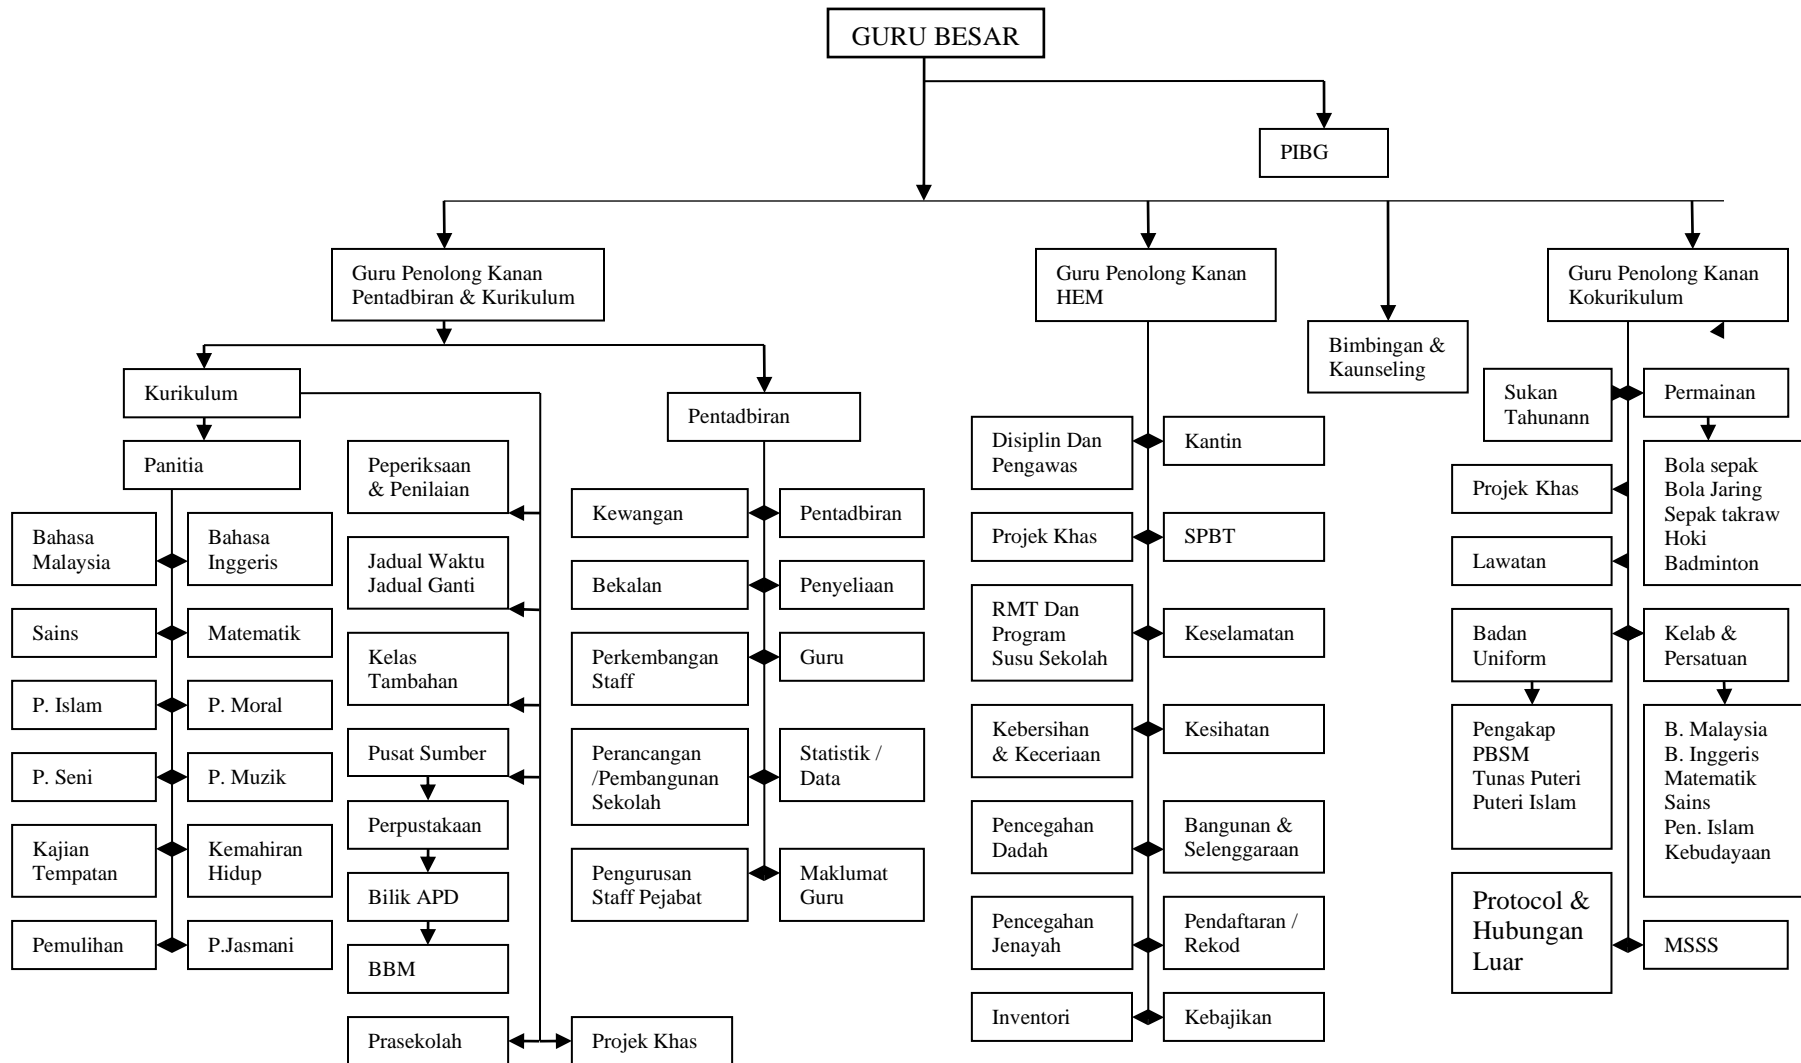 GURU BESAR
PIBG
Guru Penolong Kanan
Pentadbiran & Kurikulum
Guru Penolong Kanan
HEM
Bimbingan &
Kaunseling
Guru Penolong Kanan
Kokurikulum
Kurikulum
Panitia
Bahasa
Malaysia
Bahasa
Inggeris
Sains
Matematik
P. Islam
P. Moral
P. Seni
P. Muzik
Kajian
Tempatan
Kemahiran
Hidup
Pemulihan
P.Jasmani
Peperiksaan
& Penilaian
Jadual Waktu
Jadual Ganti
Kelas
Tambahan
Pusat Sumber
Perpustakaan
Bilik APD
BBM
Prasekolah
Projek Khas
Pentadbiran
Kewangan
Pentadbiran
Bekalan
Penyeliaan
Perkembangan
Staff
Guru
Perancangan
/Pembangunan
Sekolah
Statistik /
Data
Pengurusan
Staff Pejabat
Maklumat
Guru
Disiplin Dan
Pengawas
Kantin
Projek Khas
SPBT
RMT Dan
Program
Susu Sekolah
Keselamatan
Kebersihan
& Keceriaan
Kesihatan
Pencegahan
Dadah
Bangunan &
Selenggaraan
Pencegahan
Jenayah
Pendaftaran /
Rekod
Inventori
Kebajikan
Sukan
Tahunann
Permainan
Bola sepak
Bola Jaring
Sepak takraw
Hoki
Badminton
Projek Khas
Lawatan
Badan
Uniform
Kelab &
Persatuan
Pengakap
PBSM
Tunas Puteri
Puteri Islam
B. Malaysia
B. Inggeris
Matematik
Sains
Pen. Islam
Kebudayaan
Protocol &
Hubungan
Luar
MSSS